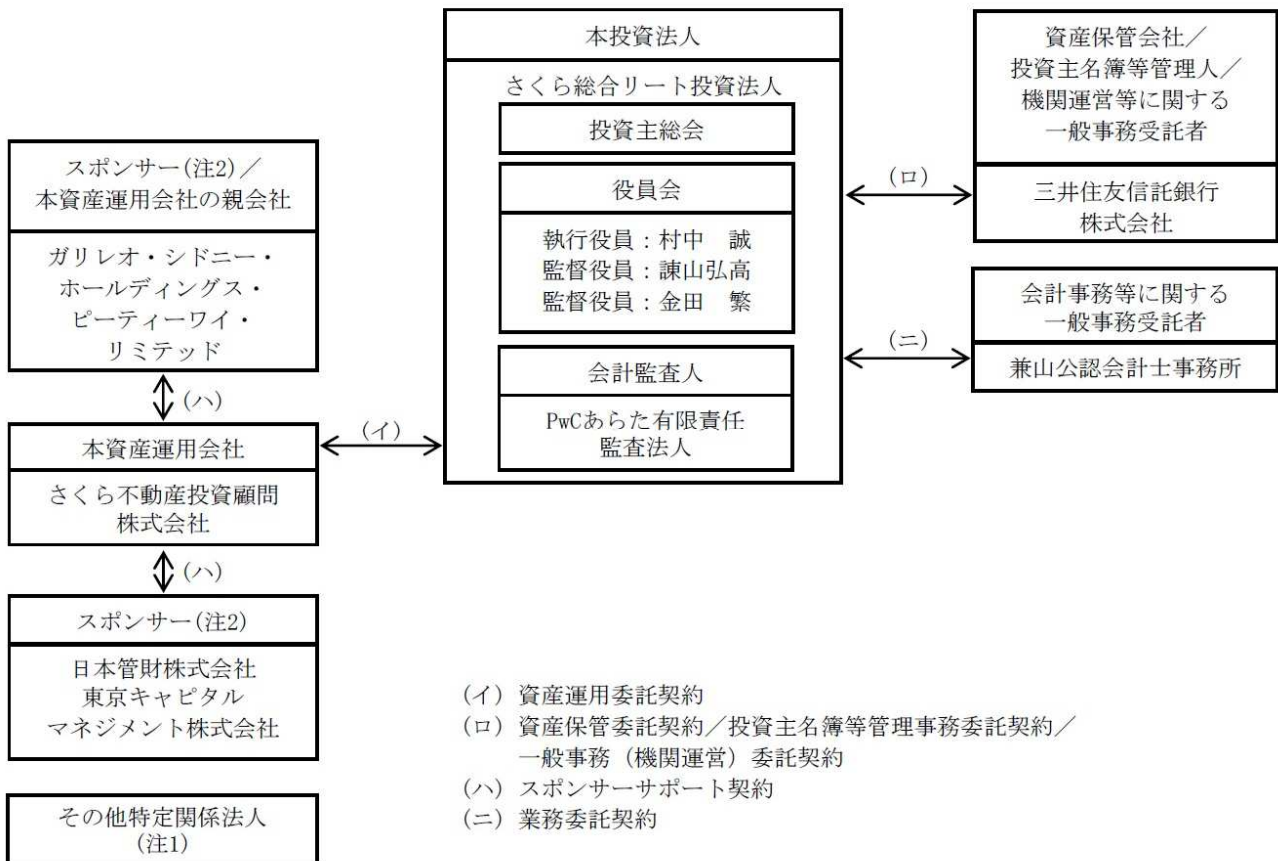 本投資法人
さくら総合リート投資法人
投資主総会
役員会
執行役員：村中　誠
監督役員：諫山弘高
監督役員：金田　繁
会計監査人
PwCあらた有限責任
監査法人
資産保管会社／
投資主名簿等管理人／
機関運営等に関する
一般事務受託者
三井住友信託銀行
株式会社
(ロ)
会計事務等に関する
一般事務受託者
兼山公認会計士事務所
(ニ)
スポンサー(注2)／
本資産運用会社の親会社
ガリレオ・シドニー・
ホールディングス・
ピーティーワイ・
リミテッド
(ハ)
本資産運用会社
さくら不動産投資顧問
株式会社
(イ)
(ハ)
スポンサー(注2)
日本管財株式会社
東京キャピタル
マネジメント株式会社
その他特定関係法人
(注1)
(イ) 資産運用委託契約
(ロ) 資産保管委託契約／投資主名簿等管理事務委託契約／
一般事務（機関運営）委託契約
(ハ) スポンサーサポート契約
(ニ) 業務委託契約